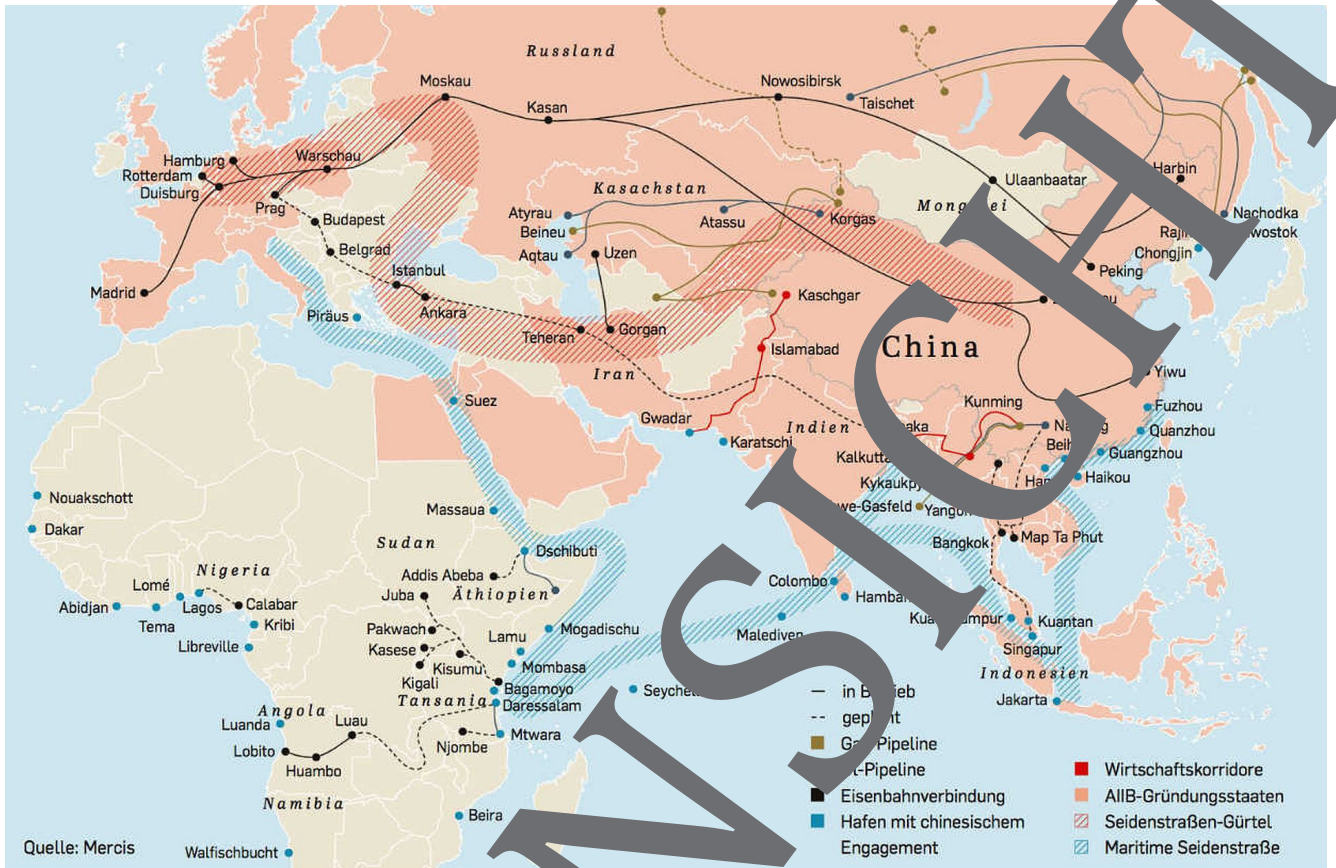 Russland
Moskau
Kasan
Nowosibirsk
Taischet
Hamburg
Rotterdam
Duisburg
Warschau
Prag
Budapest
Belgrad
Madrid
Istanbul
Ankara
Piräus
Kasachstan
Atyrau
Beineu
Aqtau
Uzen
Atassu
Korgas
Mongolei
Ulaanbaatar
Harbin
Nachodka
Chongjin
Peking
Kaschgar
Islamabad
Teheran
Gorgan
Iran
China
Yiwu
Gwadar
Karatschi
Indien
Kalkutta
Kunming
Fuzhou
Quanzhou
Guangzhou
Haikou
Suez
Massaua
Dschibuti
Nouakschott
Dakar
Sudan
Addis Abeba
Äthiopien
Juba
Nigeria
Lomé
Lagos
Calabar
Abidjan
Tema
Kribi
Libreville
Pakwach
Kasese
Kisumu
Kigali
Lamu
Mogadischu
Mombasa
Bagamoyo
Tansania
Daressalam
Mtwara
Njombe
Angola
Luanda
Luau
Lobito
Huambo
Namibia
Beira
Walfischbucht
Colombo
Malediven
Bangkok
Map Ta Phut
Kuantan
Singapur
Indonesien
Jakarta
in Betrieb
geplant
Gas-Pipeline
Eisenbahnverbindung
Hafen mit chinesischem
Engagement
Wirtschaftskorridore
AIIB-Gründungsstaaten
Seidenstraßen-Gürtel
Maritime Seidenstraße
Quelle: Mercis